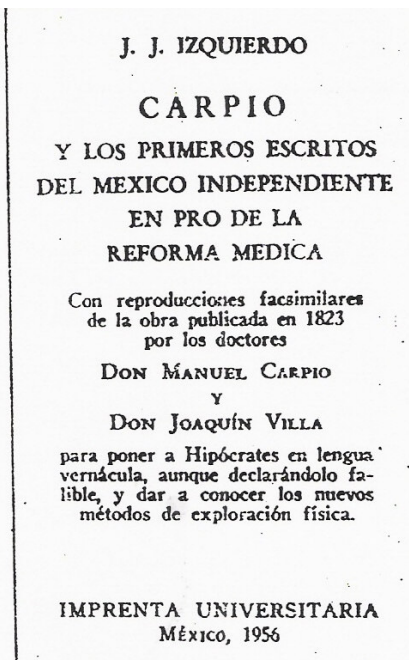 J. J. IZQUIERDO
CARPIO
Y LOS PRIMEROS ESCRITOS
DEL MEXICO INDEPENDIENTE
EN PRO DE LA
REFORMA MEDICA
Con reproducciones facsimilares
de la obra publicada en 1823
por los doctores
DON MANUEL CARPIO
Y
DON JOAQUÍN VILLA
para poner a Hipócrates en lengua
vernácula, aunque declarándolo fa-
lible, y dar a conocer los nuevos
métodos de exploración física.
IMPRENTA UNIVERSITARIA
MÉXICO, 1956